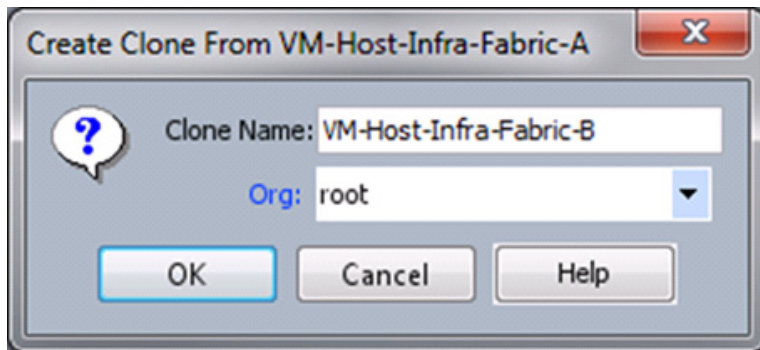 Create Clone From VM-Host-Infra-Fabric-A
Clone Name: VM-Host-Infra-Fabric-B
Org: root
OK Cancel Help